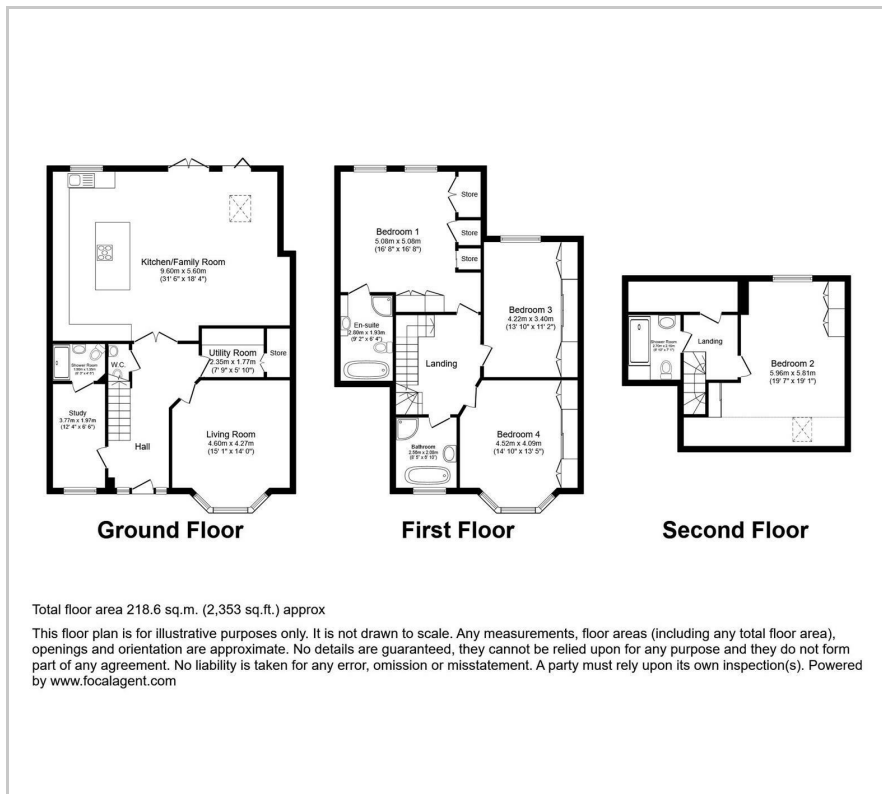 Kitchen/Family Room
9.60m x 5.60m
(31' 6" x 18' 4")
Shower Room
W.C.
Utility Room
2.35m x 1.77m
(7' 9" x 5' 10")
Store
Study
3.77m x 1.97m
(12' 4" x 6' 6")
Hall
Living Room
4.60m x 4.27m
(15' 1" x 14' 0")
Ground Floor
Bedroom 1
5.08m x 5.08m
(16' 8" x 16' 8")
Store
Store
Store
En-suite
2.80m x 1.93m
(9' 2" x 6' 4")
Landing
Bedroom 3
4.22m x 3.40m
(13' 10" x 11' 2")
Bathroom
Bedroom 4
4.52m x 4.09m
(14' 10" x 13' 5")
First Floor
Shower Room
Landing
Bedroom 2
5.96m x 5.81m
(19' 7" x 19' 1")
Second Floor
Total floor area 218.6 sq.m. (2,353 sq.ft.) approx
This floor plan is for illustrative purposes only. It is not drawn to scale. Any measurements, floor areas (including any total floor area),
openings and orientation are approximate. No details are guaranteed, they cannot be relied upon for any purpose and they do not form
part of any agreement. No liability is taken for any error, omission or misstatement. A party must rely upon its own inspection(s). Powered
by www.focalagent.com